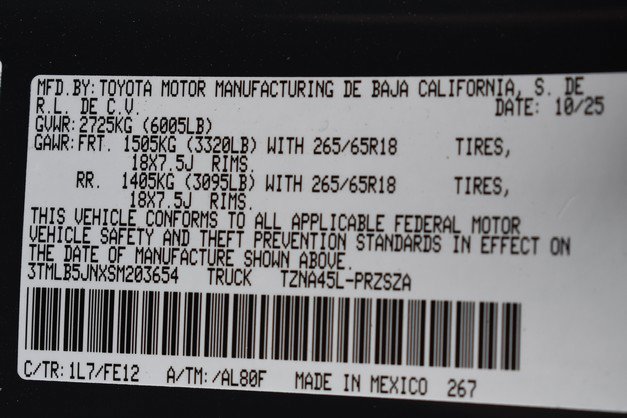 MFD.BY:TOYOTA MOTOR MANUFACTURING DE BAJA CALIFORNIA, S. DE
R.L. DE C.V. DATE: 10/25
GVWR:2725KG (6005LB)
GAWR:FRT. 1505KG (3320LB) WITH 265/65R18 TIRES,
18X7.5J RIMS.
RR. 1405KG (3095LB) WITH 265/65R18 TIRES,
18X7.5J RIMS.
THIS VEHICLE CONFORMS TO ALL APPLICABLE FEDERAL MOTOR
VEHICLE SAFETY AND THEFT PREVENTION STANDARDS IN EFFECT ON
THE DATE OF MANUFACTURE SHOWN ABOVE.
3TMLB5JNXSM203654 TRUCK TZNA45L-PRZSZA
C/TR:1L7/FE12 A/TM:/AL80F MADE IN MEXICO 267